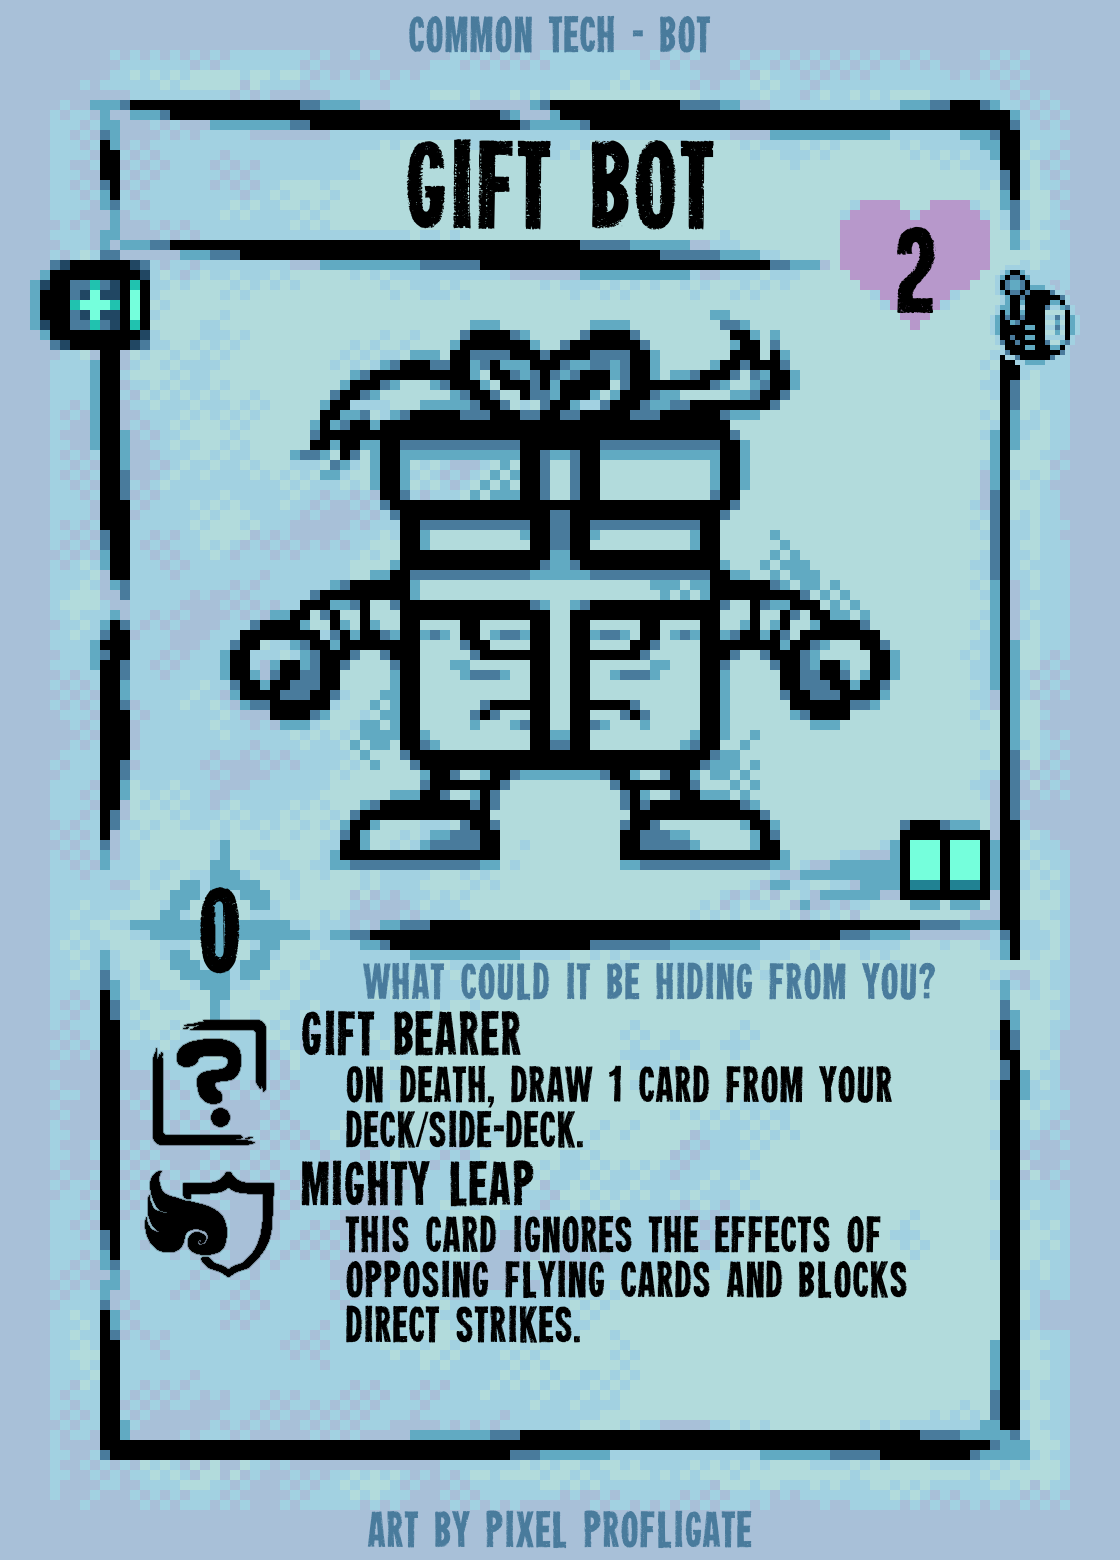 COMMON TECH - BOT
GIFT BOT
2
0
WHAT COULD IT BE HIDING FROM YOU?
GIFT BEARER
ON DEATH, DRAW 1 CARD FROM YOUR
DECK/SIDE-DECK.
MIGHTY LEAP
THIS CARD IGNORES THE EFFECTS OF
OPPOSING FLYING CARDS AND BLOCKS
DIRECT STRIKES.
ART BY PIXEL PROFLIGATE